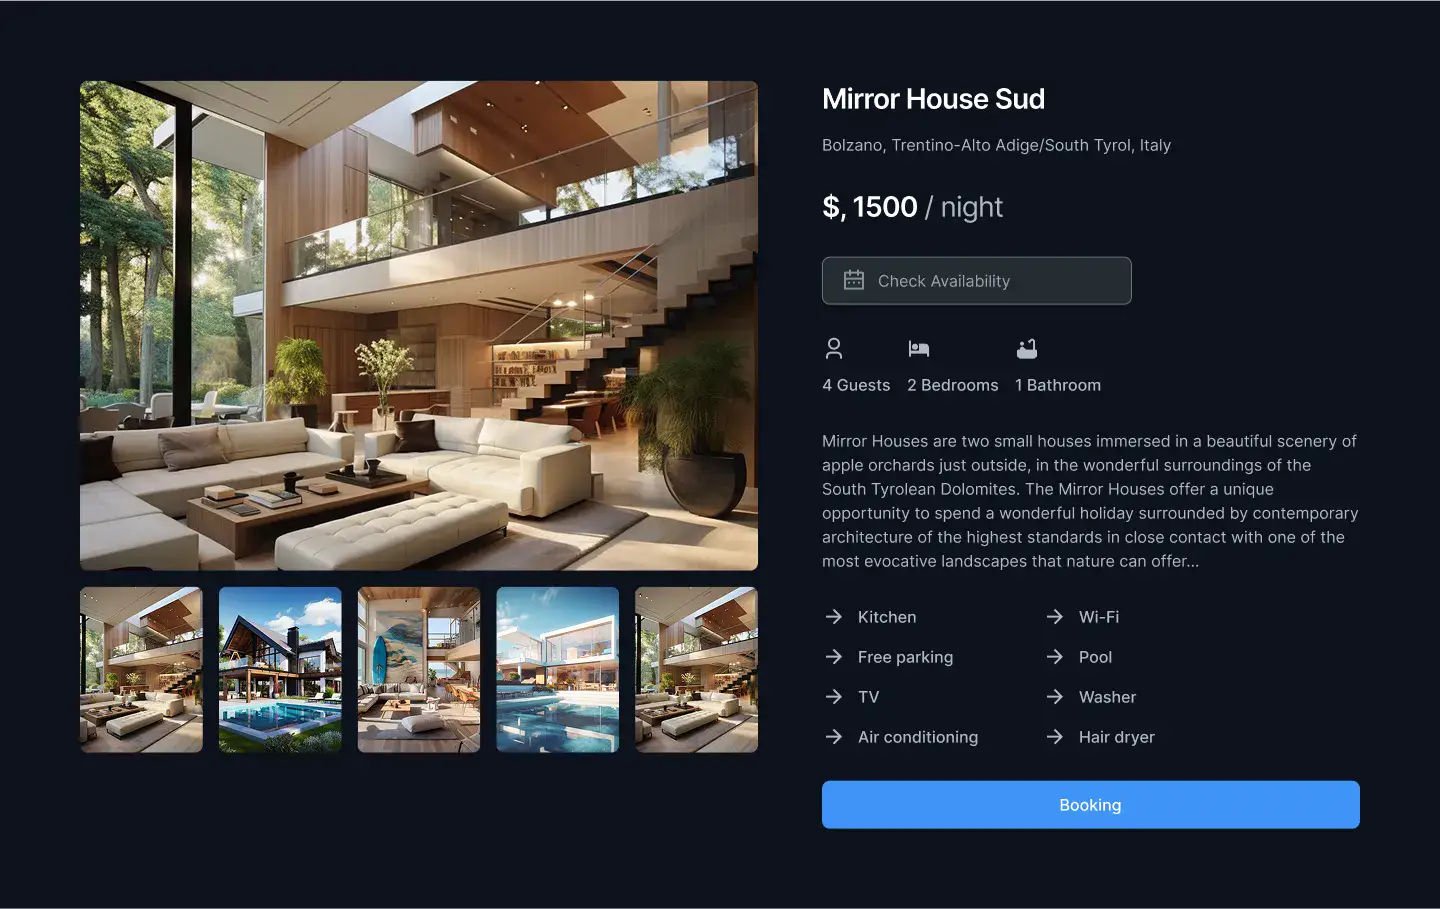 Mirror House Sud
Bolzano, Trentino-Alto Adige/South Tyrol, Italy
$, 1500 / night
Check Availability
4 Guests 2 Bedrooms 1 Bathroom
Mirror Houses are two small houses immersed in a beautiful scenery of
apple orchards just outside, in the wonderful surroundings of the
South Tyrolean Dolomites. The Mirror Houses offer a unique
opportunity to spend a wonderful holiday surrounded by contemporary
architecture of the highest standards in close contact with one of the
most evocative landscapes that nature can offer...
Kitchen Wi-Fi
Free parking Pool
TV Washer
Air conditioning Hair dryer
Booking